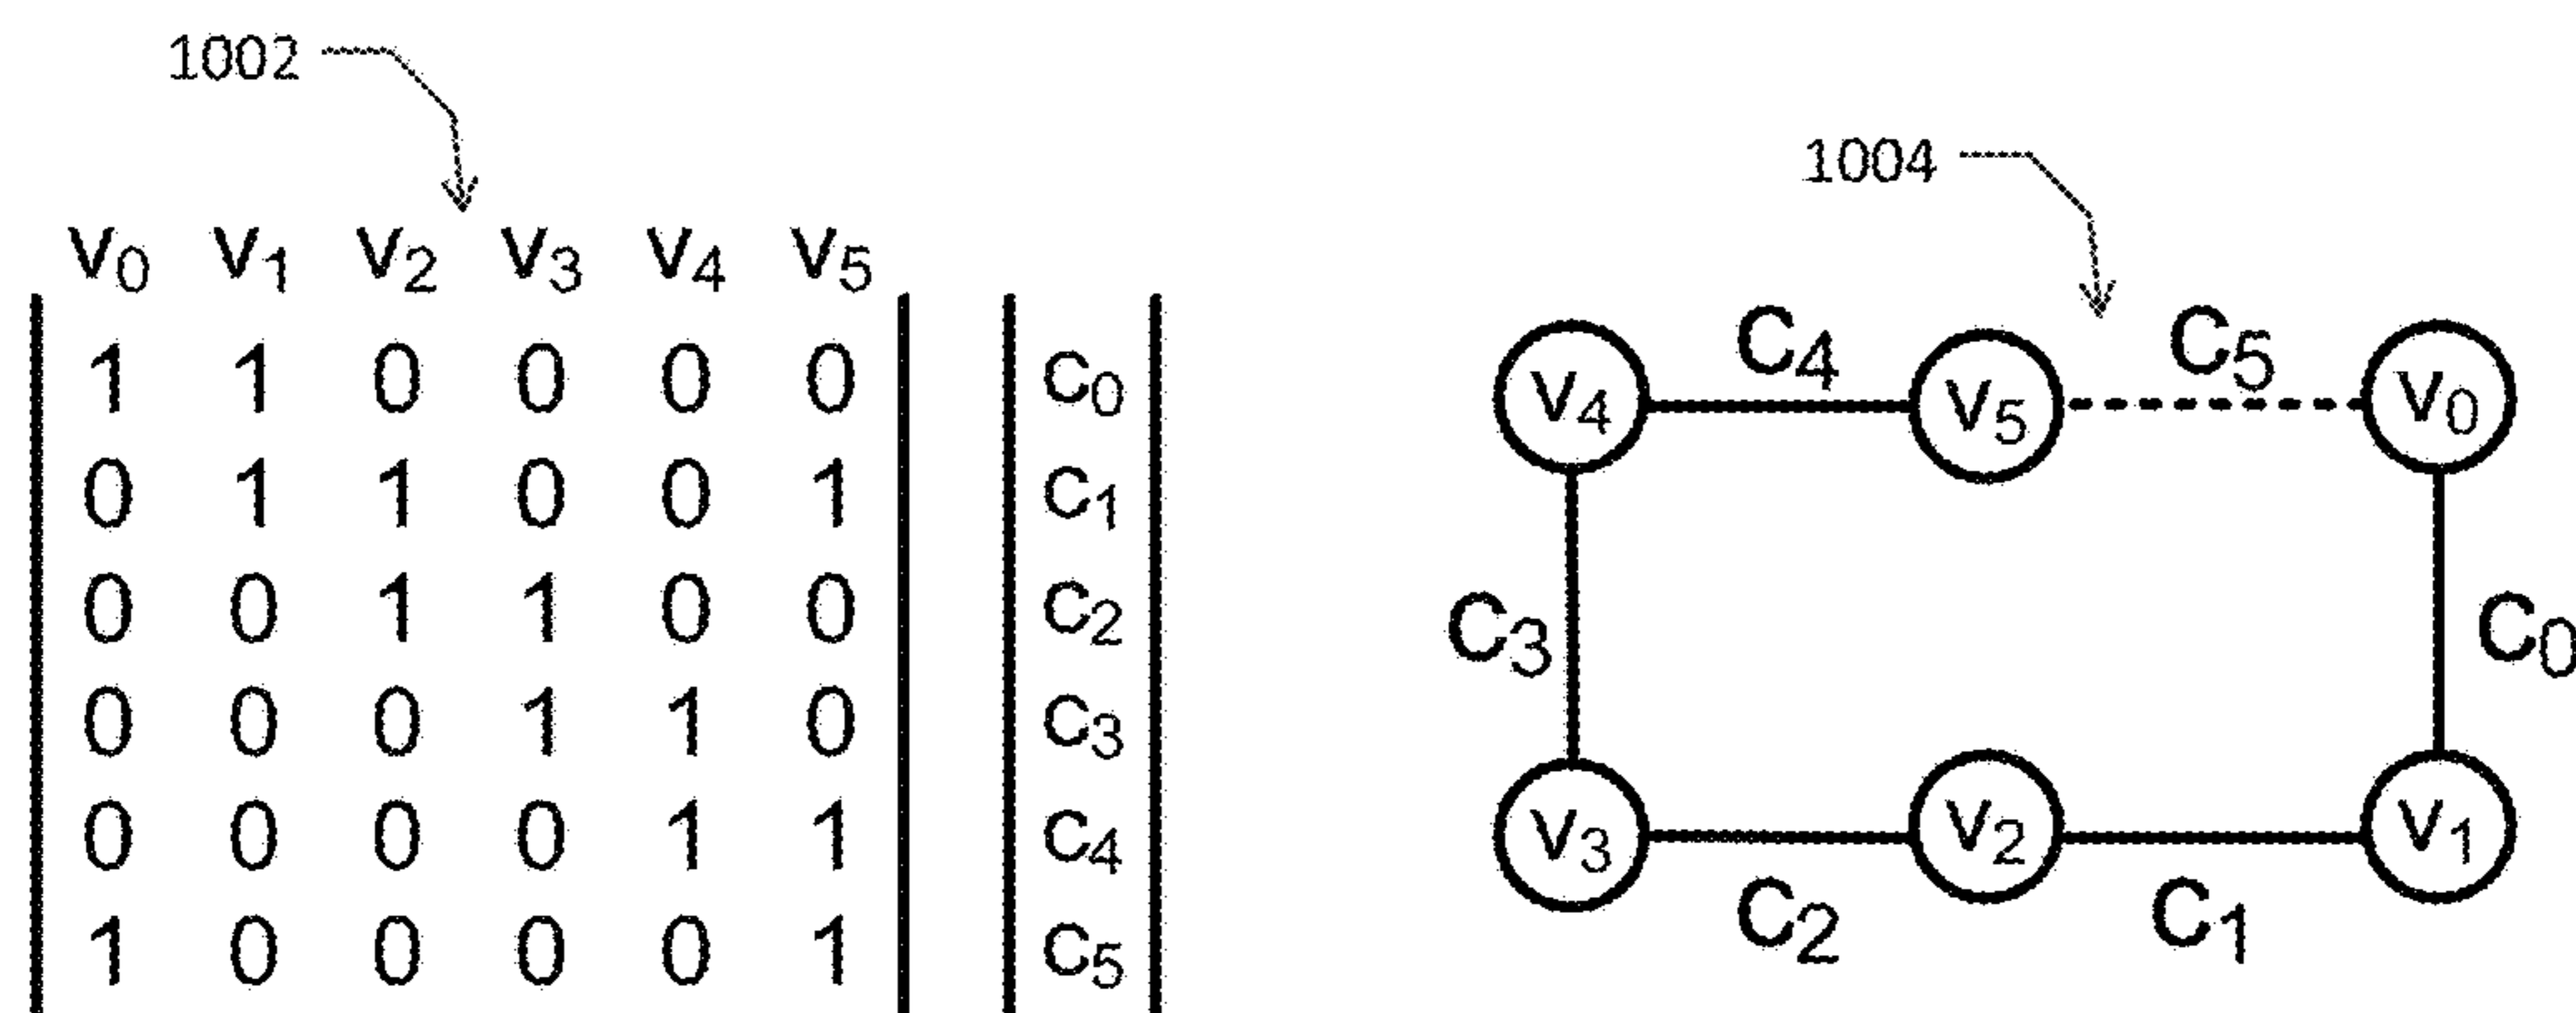 1002
1004
v₀ v₁ v₂ v₃ v₄ v₅
1 1 0 0 0 0 c₀
0 1 1 0 0 1 c₁
0 0 1 1 0 0 c₂
0 0 0 1 1 0 c₃
0 0 0 0 1 1 c₄
1 0 0 0 0 1 c₅
C₄ C₅
v₄ v₅ v₀
C₃ C₀
v₃ v₂ v₁
C₂ C₁